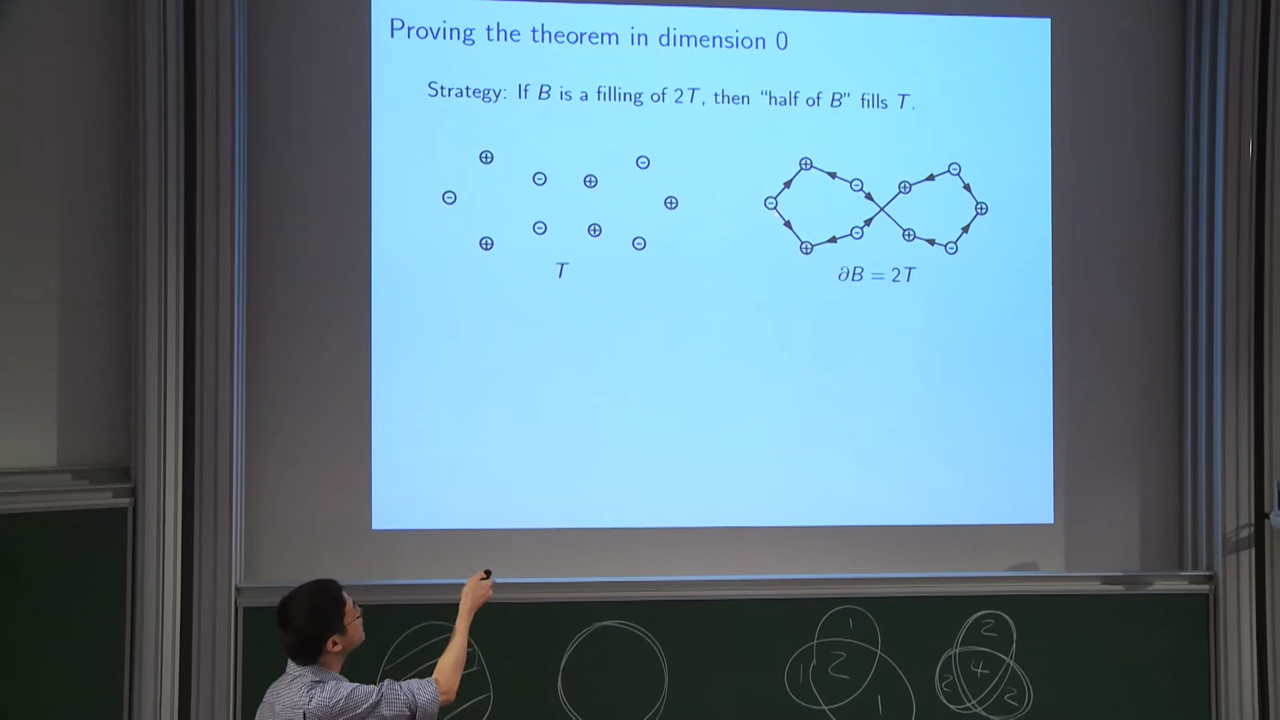 Proving the theorem in dimension 0
Strategy: If B is a filling of 2T, then "half of B" fills T.
⊕ ⊖ ⊖ ⊕ ⊖ ⊕ ⊖ ⊕ ⊕ ⊖
T
⊕ ⊖ ⊖ ⊕ ⊖ ⊕ ⊖ ⊕ ⊕ ⊖
∂B = 2T
1
2
1
1
2
4
2
2